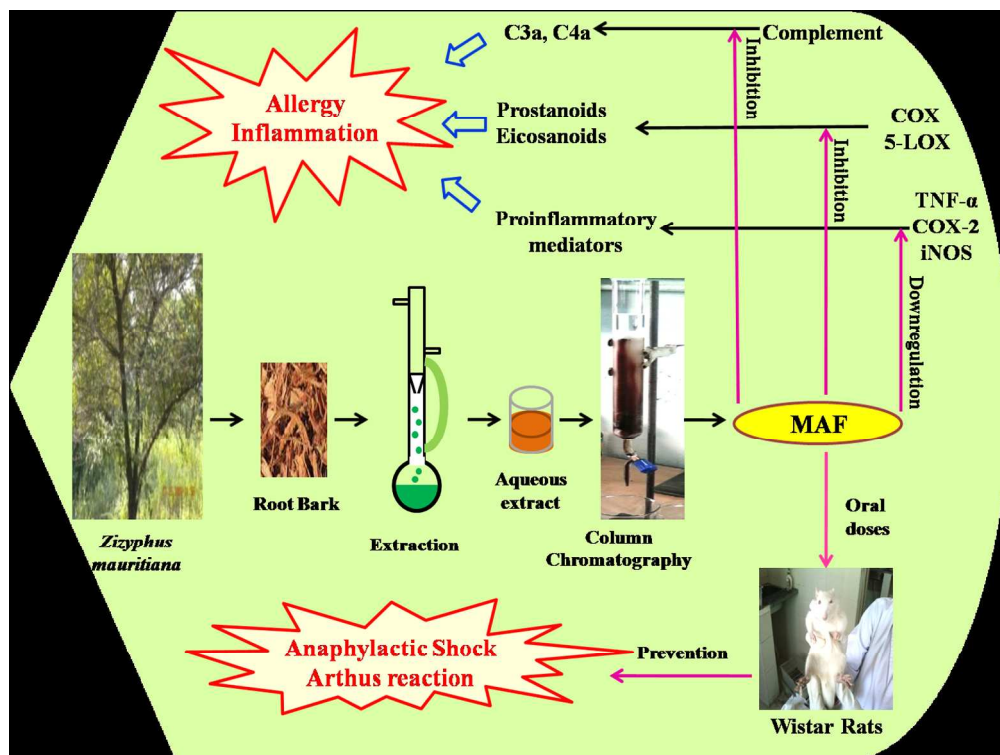 C3a, C4a
Complement
Inhibition
Allergy
Inflammation
Prostanoids
Eicosanoids
COX
5-LOX
Inhibition
Proinflammatory
mediators
TNF-α
COX-2
iNOS
Downregulation
Zizyphus
mauritiana
Root Bark
Extraction
Aqueous
extract
Column
Chromatography
MAF
Oral
doses
Anaphylactic Shock
Arthus reaction
Prevention
Wistar Rats